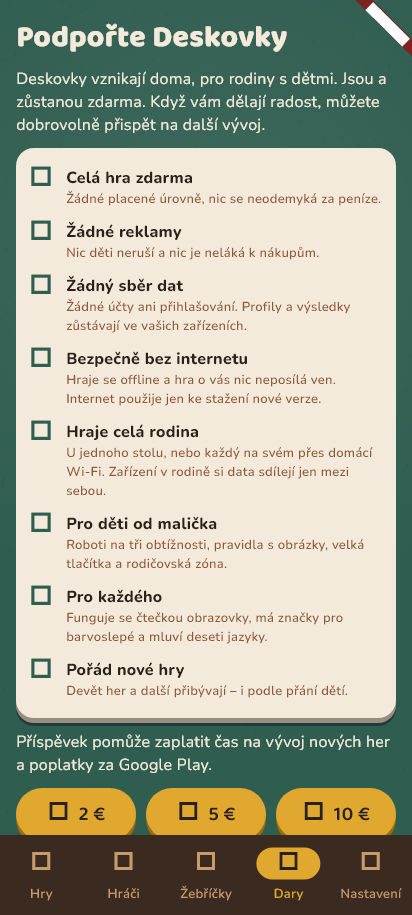 Podpořte Deskovky
Deskovky vznikají doma, pro rodiny s dětmi. Jsou a
zůstanou zdarma. Když vám dělají radost, můžete
dobrovolně přispět na další vývoj.
Celá hra zdarma
Žádné placené úrovně, nic se neodemyká za peníze.
Žádné reklamy
Nic děti neruší a nic je neláká k nákupům.
Žádný sběr dat
Žádné účty ani přihlašování. Profily a výsledky
zůstávají ve vašich zařízeních.
Bezpečně bez internetu
Hraje se offline a hra o vás nic neposílá ven.
Internet použije jen ke stažení nové verze.
Hraje celá rodina
U jednoho stolu, nebo každý na svém přes domácí
Wi-Fi. Zařízení v rodině si data sdílejí jen mezi
sebou.
Pro děti od malička
Roboti na tři obtížnosti, pravidla s obrázky, velká
tlačítka a rodičovská zóna.
Pro každého
Funguje se čtečkou obrazovky, má značky pro
barvoslepé a mluví deseti jazyky.
Pořád nové hry
Devět her a další přibývají – i podle přání dětí.
Příspěvek pomůže zaplatit čas na vývoj nových her
a poplatky za Google Play.
2 € 5 € 10 €
Hry Hráči Žebříčky Dary Nastavení